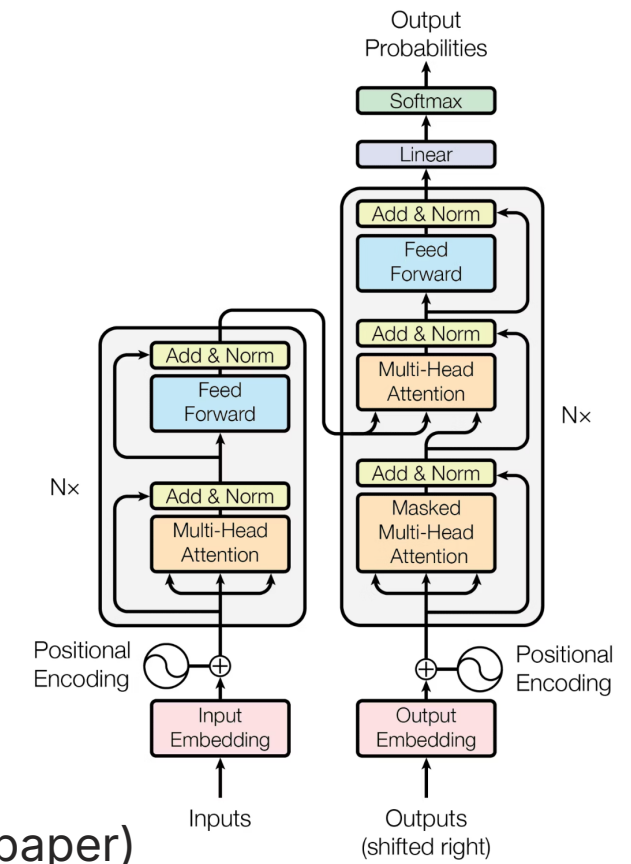 Output
Probabilities
Softmax
Linear
Add & Norm
Feed
Forward
Add & Norm
Multi-Head
Attention
Add & Norm
Masked
Multi-Head
Attention
Nx
Add & Norm
Feed
Forward
Add & Norm
Multi-Head
Attention
N×
Positional
Encoding
Positional
Encoding
Input
Embedding
Output
Embedding
Inputs
Outputs
(shifted right)
paper)